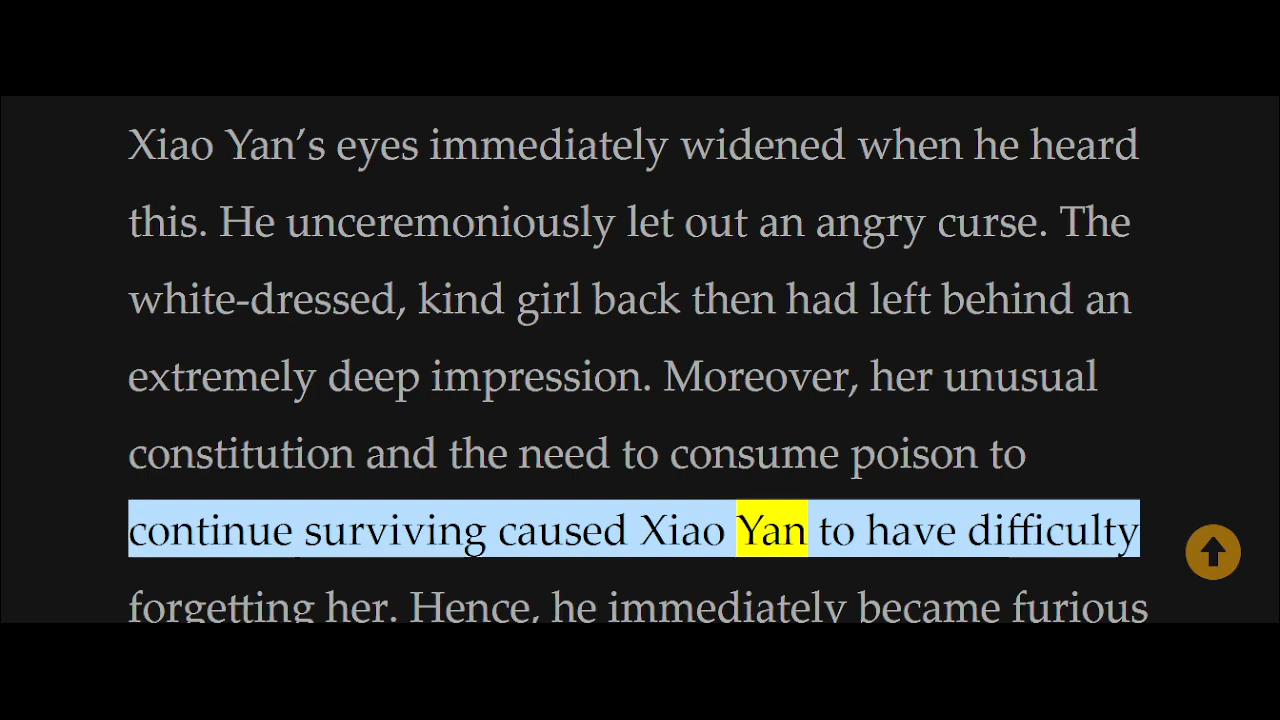 Xiao Yan’s eyes immediately widened when he heard
this. He unceremoniously let out an angry curse. The
white-dressed, kind girl back then had left behind an
extremely deep impression. Moreover, her unusual
constitution and the need to consume poison to
continue surviving caused Xiao Yan to have difficulty
forgetting her. Hence, he immediately became furious